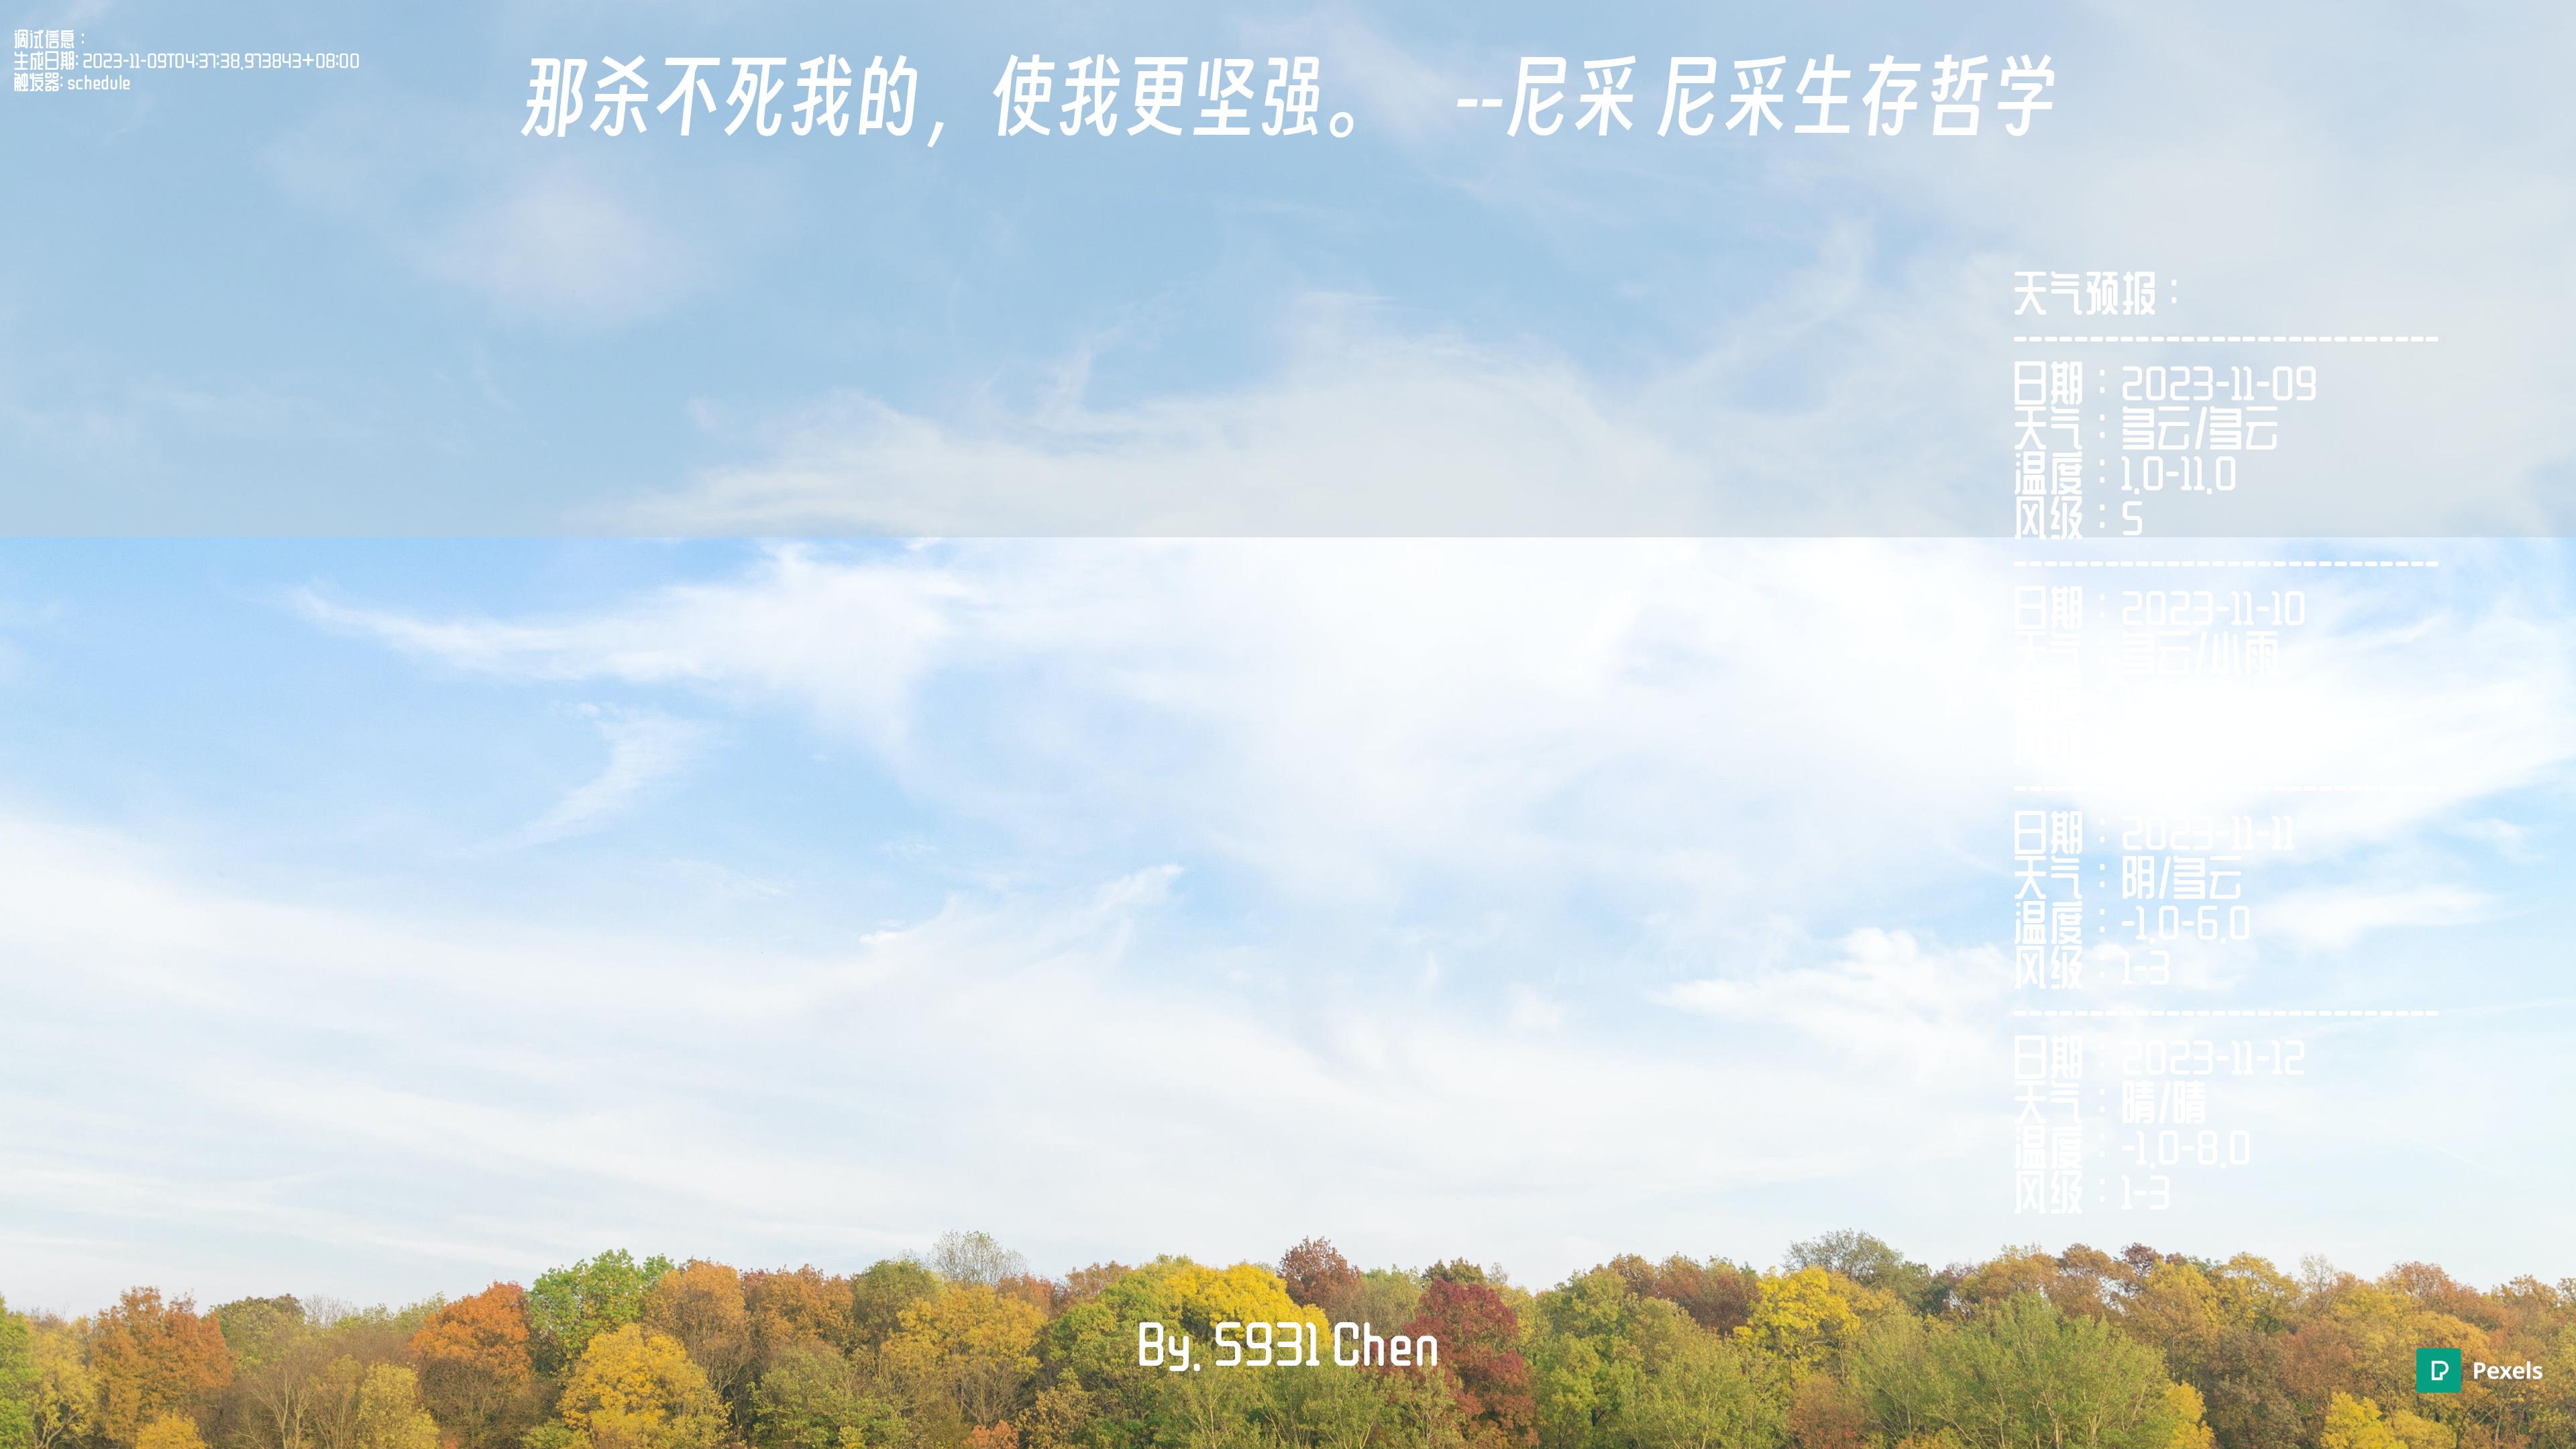 调试信息：
生成日期: 2023-11-09T04:37:38.973843+08:00
触发器: schedule
那杀不死我的，使我更坚强。 --尼采 尼采生存哲学
天气预报：
----------------------------
日期：2023-11-09
天气：多云/多云
温度：1.0-11.0
风级：5
----------------------------
日期：2023-11-10
天气：多云/小雨
----------------------------
日期：2023-11-11
天气：阴/多云
温度：-1.0-6.0
风级：1-3
----------------------------
日期：2023-11-12
天气：晴/晴
温度：-1.0-8.0
风级：1-3
By. S931 Chen
Pexels